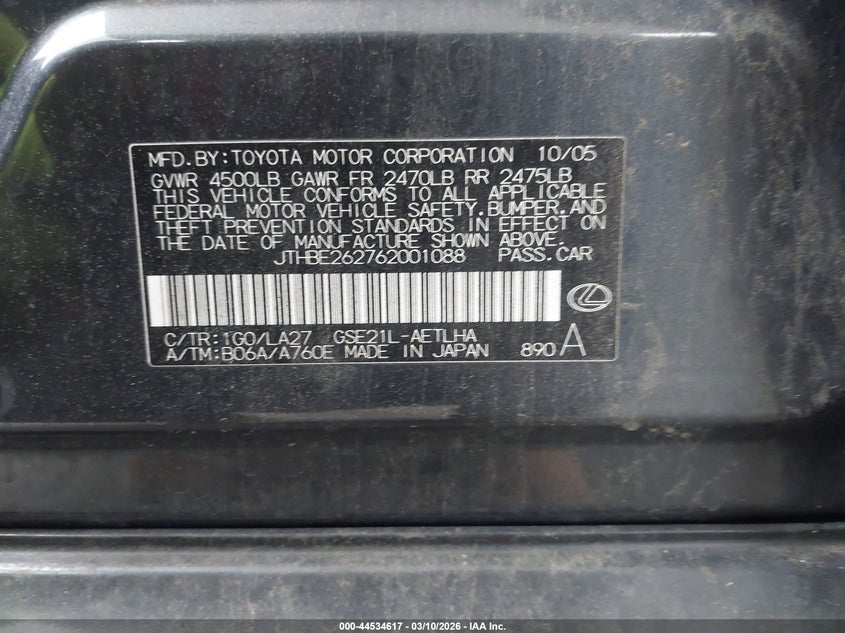 MFD.BY:TOYOTA MOTOR CORPORATION 10/05
GVWR 4500LB GAWR FR 2470LB RR 2475LB
THIS VEHICLE CONFORMS TO ALL APPLICABLE
FEDERAL MOTOR VEHICLE SAFETY,BUMPER,AND
THEFT PREVENTION STANDARDS IN EFFECT ON
THE DATE OF MANUFACTURE SHOWN ABOVE.
JTHBE262762001088 PASS.CAR
C/TR:1G0/LA27 GSE21L-AETLHA
A/TM:B06A/A760E MADE IN JAPAN 890 A
000-44534617 — 03/10/2026 — IAA Inc.